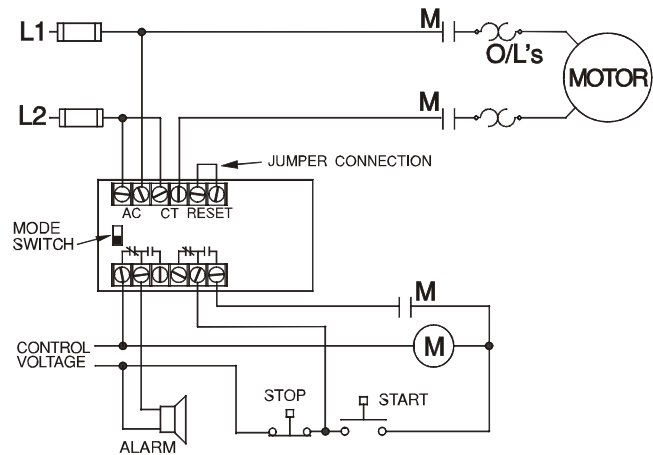 L1
M
O/L's
MOTOR
L2
M
JUMPER CONNECTION
AC CT RESET
MODE
SWITCH
M
CONTROL
VOLTAGE
M
STOP
START
ALARM